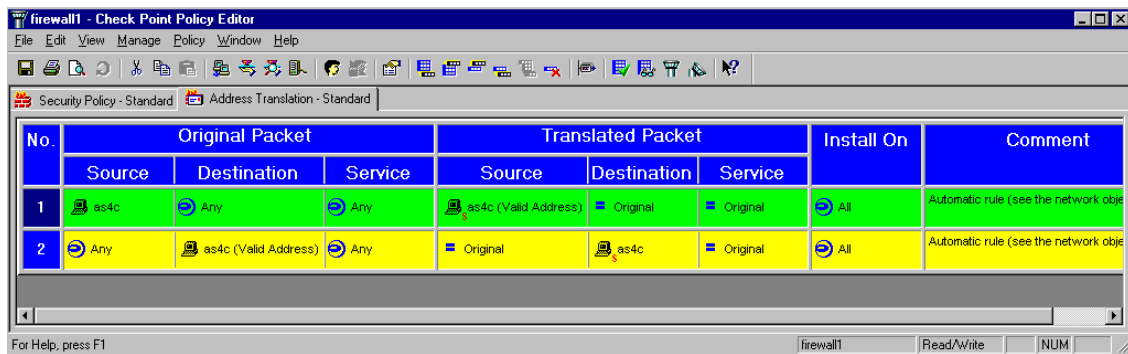 firewall1 - Check Point Policy Editor
File Edit View Manage Policy Window Help
Security Policy - Standard Address Translation - Standard
No. Original Packet Translated Packet Install On Comment
Source Destination Service Source Destination Service
1 as4c Any Any as4c (Valid Address) Original Original All Automatic rule (see the network obje
2 Any as4c (Valid Address) Any Original as4c Original All Automatic rule (see the network obje
For Help, press F1 firewall1 Read/Write NUM